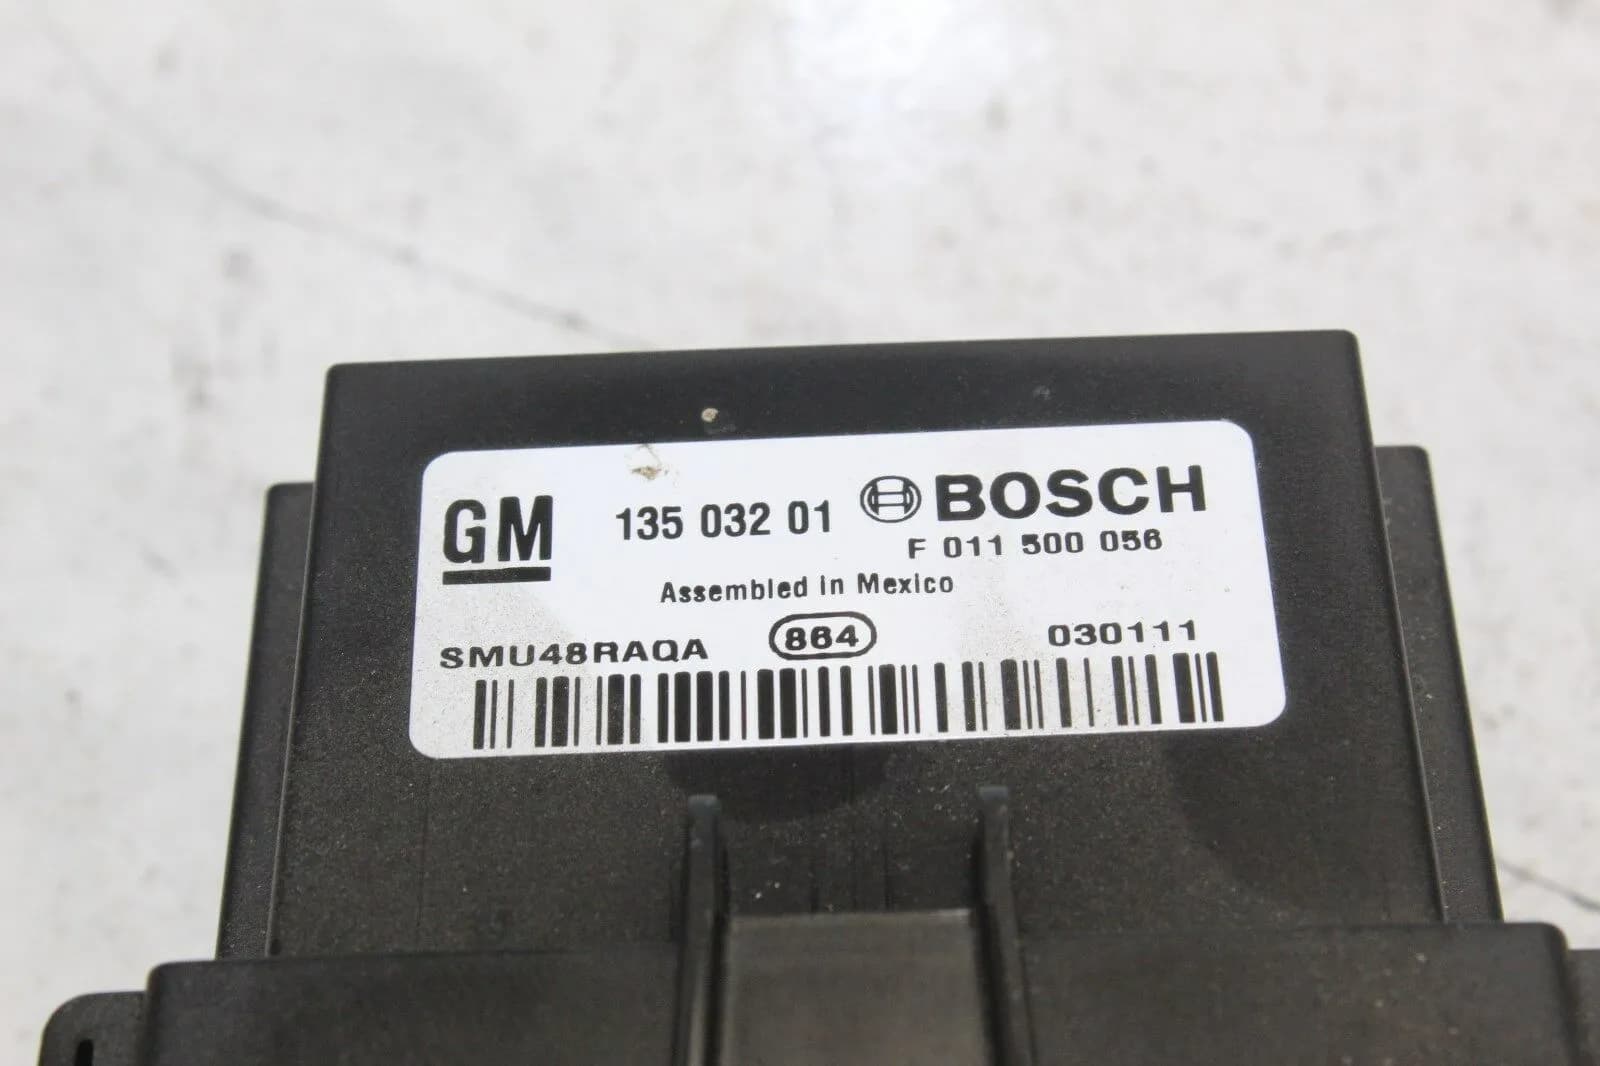 GM 135 032 01 BOSCH
F 011 500 056
Assembled in Mexico
SMU48RAQA 864 030111